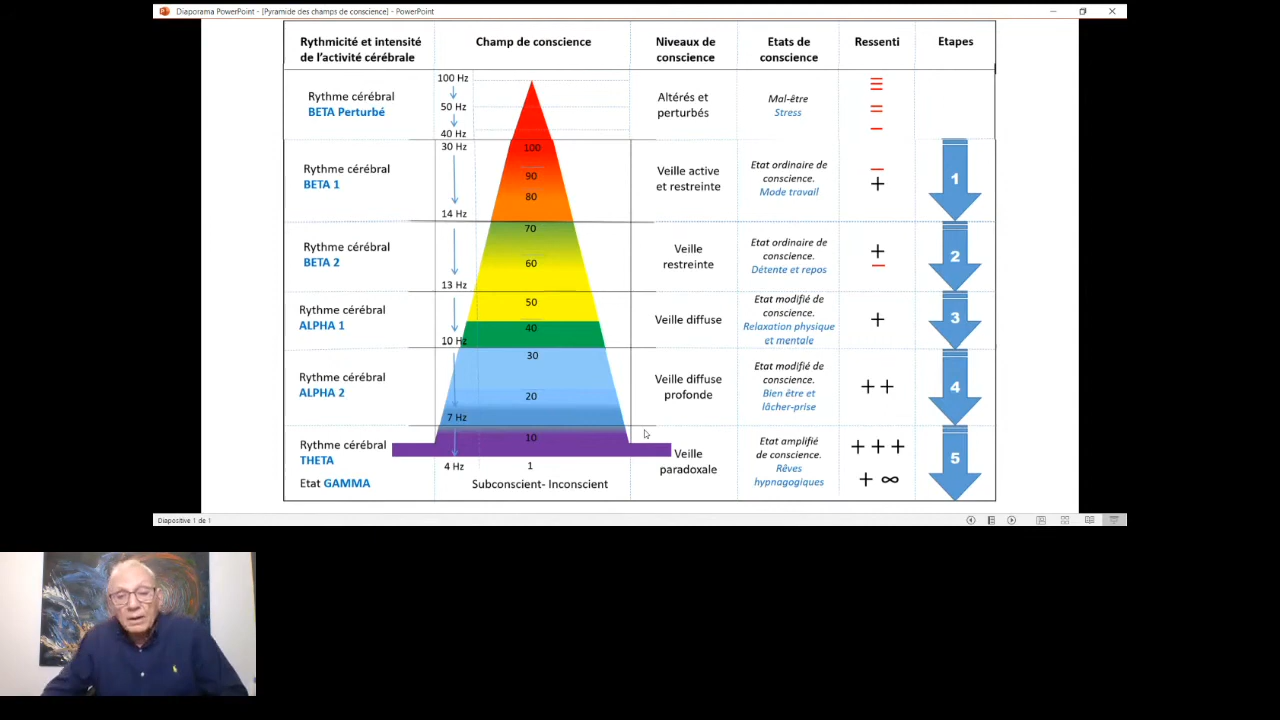 Diaporama PowerPoint - [Pyramide des champs de conscience] - PowerPoint
Rythmicité et intensité
de l'activité cérébrale
Champ de conscience
Niveaux de
conscience
Etats de
conscience
Ressenti
Etapes
Rythme cérébral
BETA Perturbé
100 Hz
50 Hz
40 Hz
Altérés et
perturbés
Mal-être
Stress
Rythme cérébral
BETA 1
30 Hz
14 Hz
100
90
80
Veille active
et restreinte
Etat ordinaire de
conscience.
Mode travail
+
1
Rythme cérébral
BETA 2
13 Hz
70
60
Veille
restreinte
Etat ordinaire de
conscience.
Détente et repos
+
2
Rythme cérébral
ALPHA 1
10 Hz
50
40
Veille diffuse
Etat modifié de
conscience.
Relaxation physique
et mentale
+
3
Rythme cérébral
ALPHA 2
7 Hz
30
20
Veille diffuse
profonde
Etat modifié de
conscience.
Bien être et
lâcher-prise
++
4
Rythme cérébral
THETA
Etat GAMMA
4 Hz
10
1
Subconscient- Inconscient
Veille
paradoxale
Etat amplifié
de conscience.
Rêves
hypnagogiques
+++
+ ∞
5
Diapositive 1 de 1